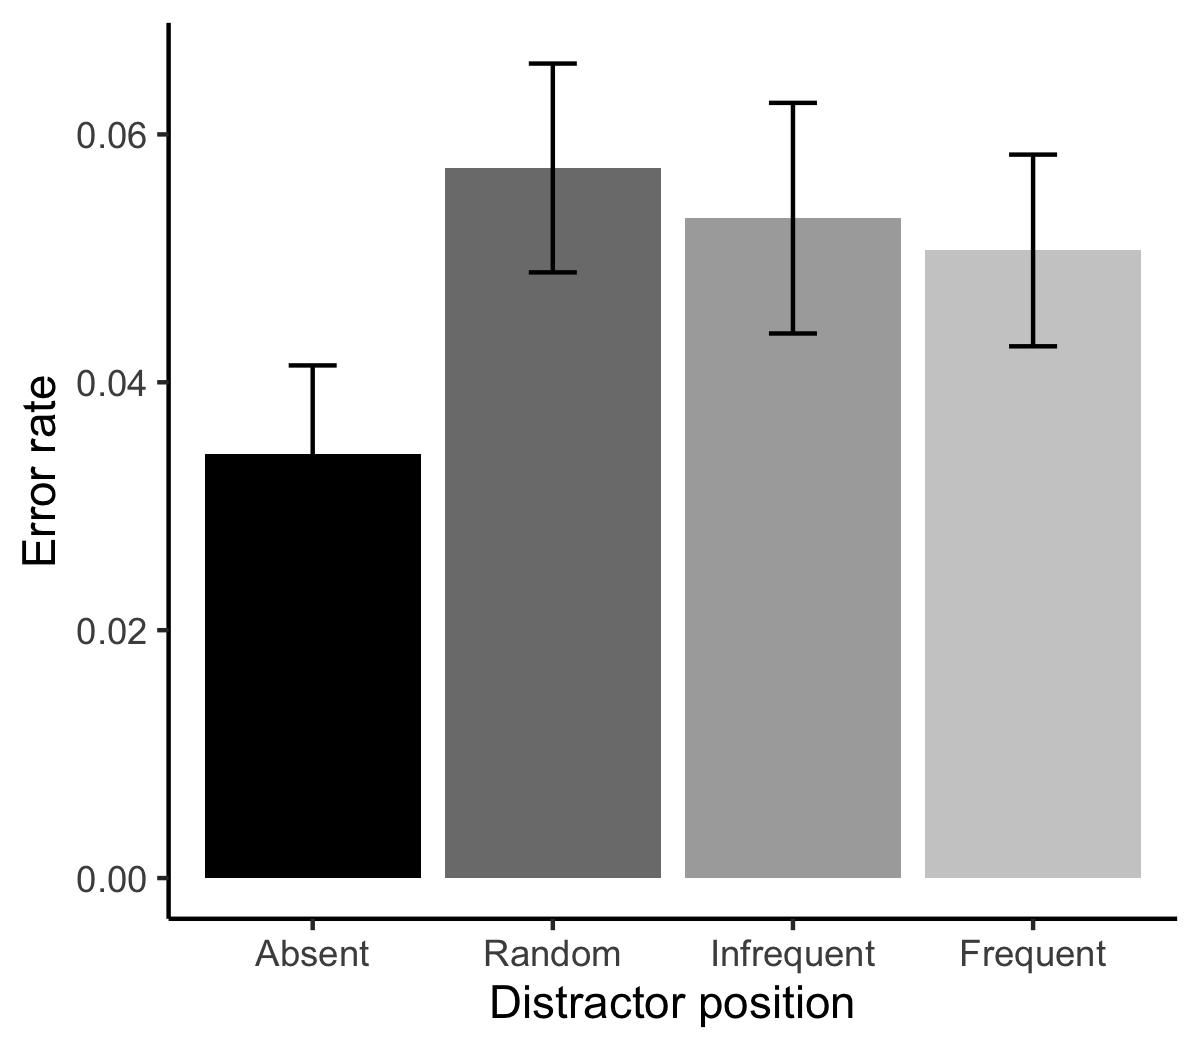 Error rate
0.06
0.04
0.02
0.00
Absent Random Infrequent Frequent
Distractor position